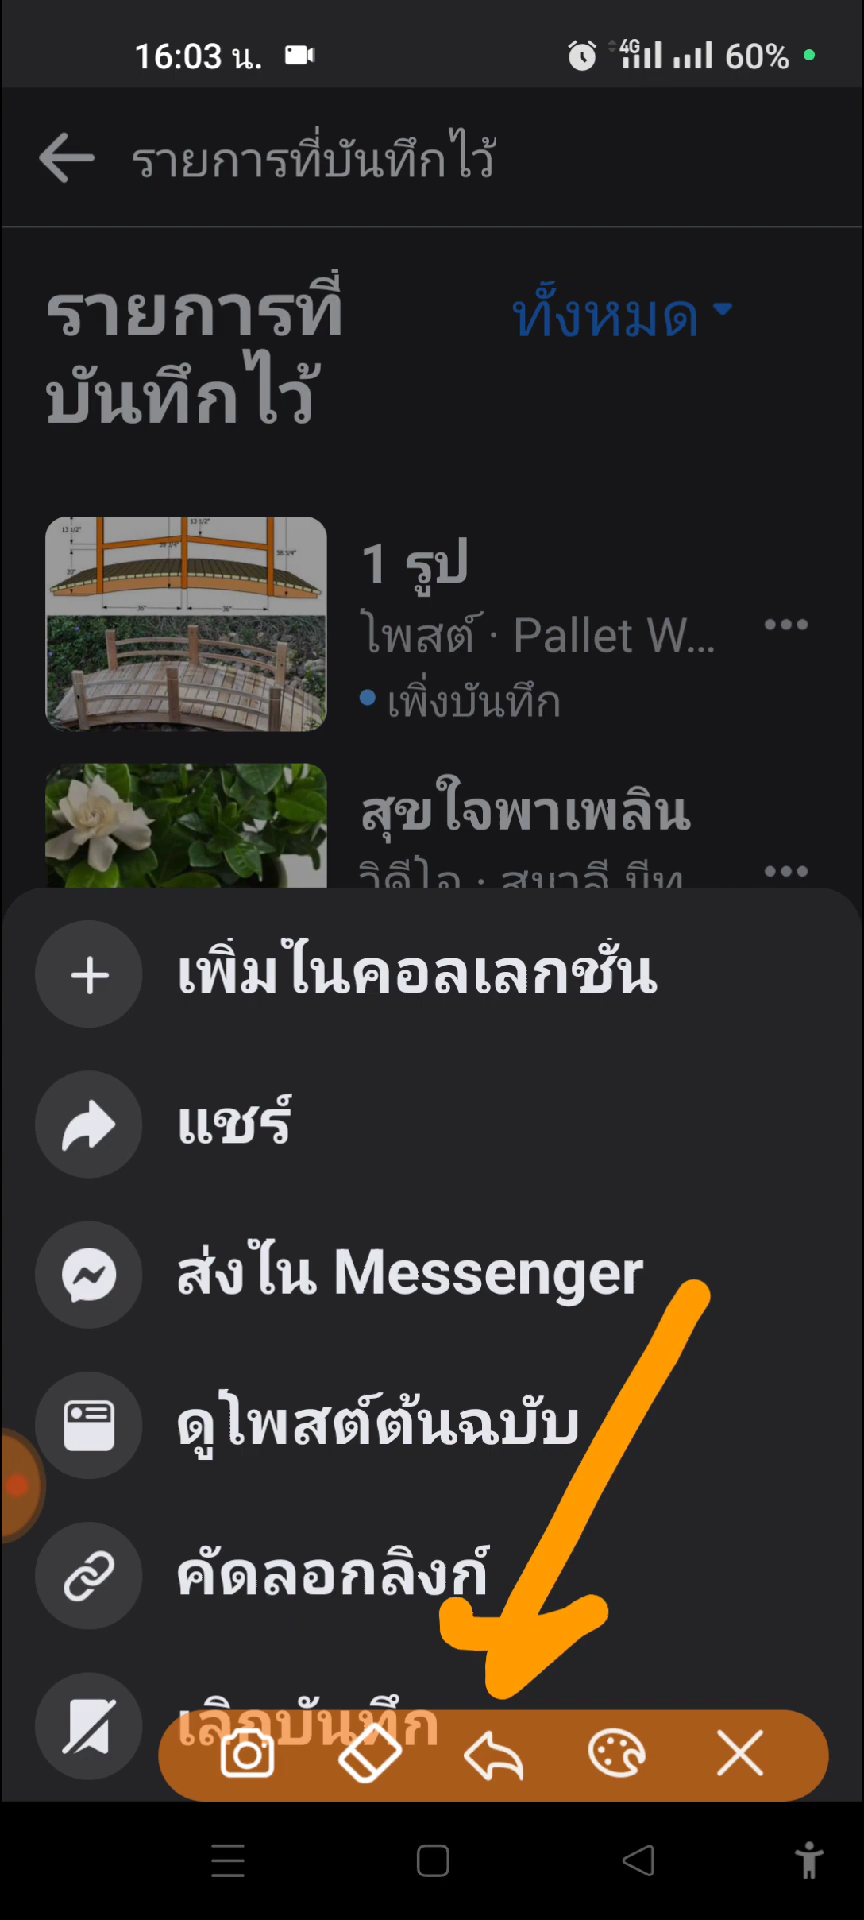 16:03 น. 4G 60%
รายการที่บันทึกไว้
รายการที่
บันทึกไว้
ทั้งหมด
1 รูป
โพสต์ · Pallet W...
เพิ่งบันทึก
สุขใจพาเพลิน
วิดีโอ ·
เพิ่มในคอลเลกชั่น
แชร์
ส่งใน Messenger
ดูโพสต์ต้นฉบับ
คัดลอกลิงก์
เลิกบันทึก